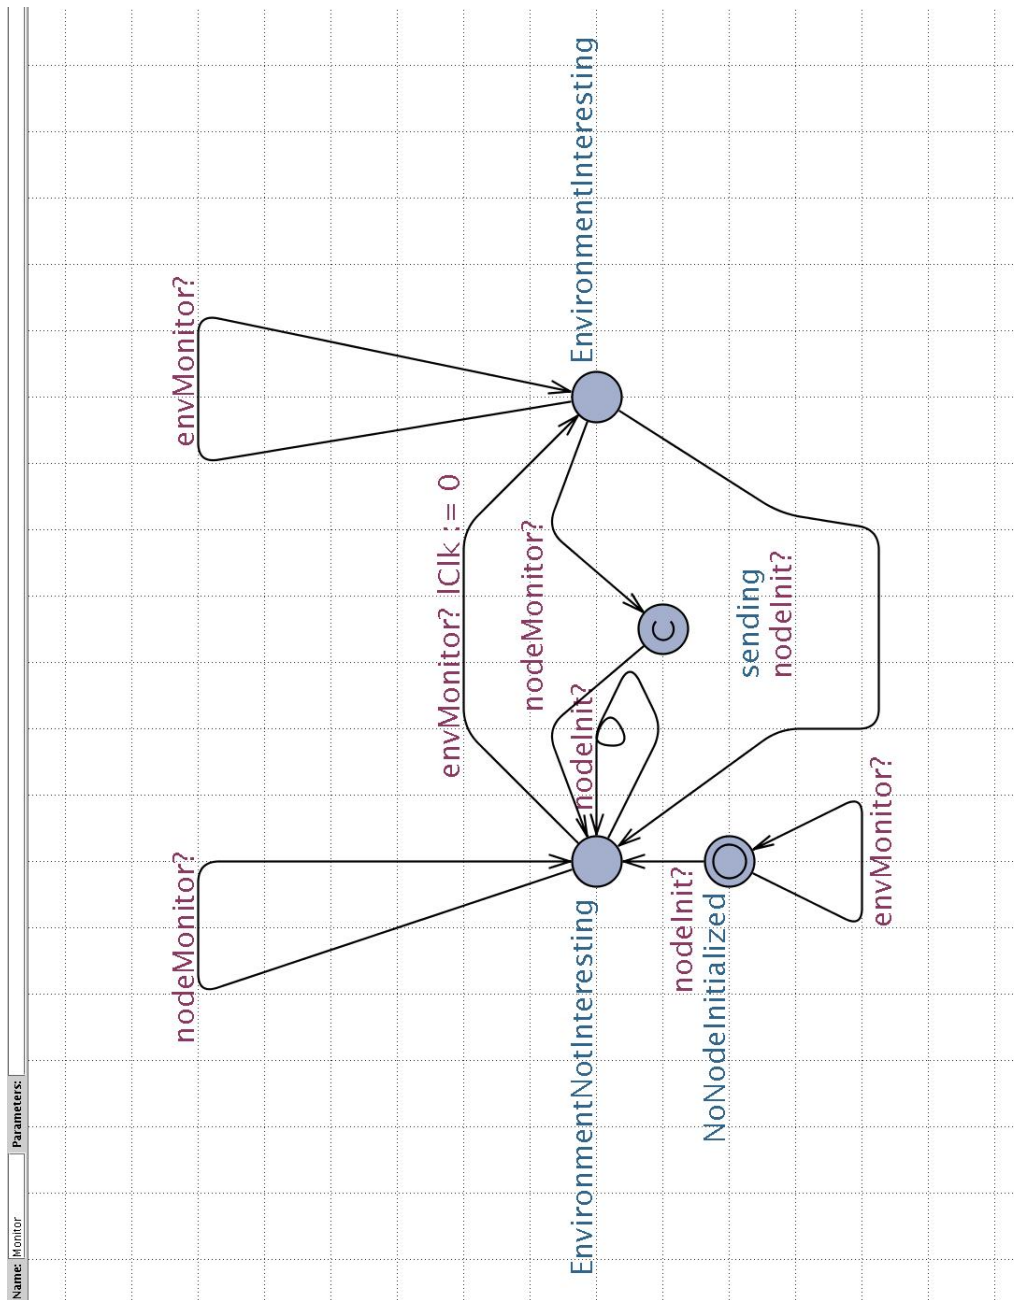 Name: Monitor Parameters:
nodeMonitor?
envMonitor?
envMonitor? lClk := 0
nodeMonitor?
EnvironmentNotInteresting
nodeInit?
EnvironmentInteresting
nodeInit?
NoNodeInitialized
sending
nodeInit?
envMonitor?